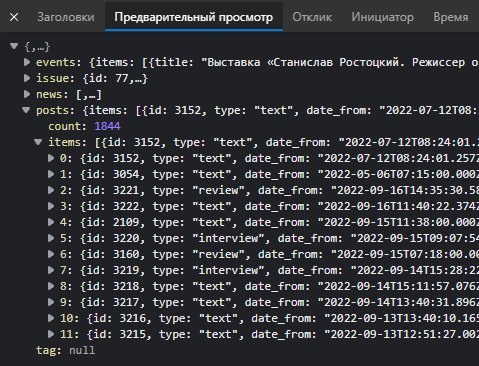 Заголовки Предварительный просмотр Отклик Инициатор Время
{,…}
events: {items: [{title: "Выставка «Станислав Ростоцкий. Режиссер о
issue: {id: 77,…}
news: [,…]
posts: {items: [{id: 3152, type: "text", date_from: "2022-07-12T08:
count: 1844
items: [{id: 3152, type: "text", date_from: "2022-07-12T08:24:01.2
0: {id: 3152, type: "text", date_from: "2022-07-12T08:24:01.257Z
1: {id: 3054, type: "text", date_from: "2022-05-06T07:15:00.000Z
2: {id: 3221, type: "review", date_from: "2022-09-16T14:35:30.58
3: {id: 3222, type: "text", date_from: "2022-09-16T11:40:22.374Z
4: {id: 2109, type: "text", date_from: "2022-09-15T11:38:00.000Z
5: {id: 3220, type: "interview", date_from: "2022-09-15T09:07:54
6: {id: 3160, type: "review", date_from: "2022-09-15T07:18:00.00
7: {id: 3219, type: "interview", date_from: "2022-09-14T15:28:22
8: {id: 3218, type: "text", date_from: "2022-09-14T15:11:57.076Z
9: {id: 3217, type: "text", date_from: "2022-09-14T13:40:31.896Z
10: {id: 3216, type: "text", date_from: "2022-09-13T13:40:10.165
11: {id: 3215, type: "text", date_from: "2022-09-13T12:51:27.002
tag: null